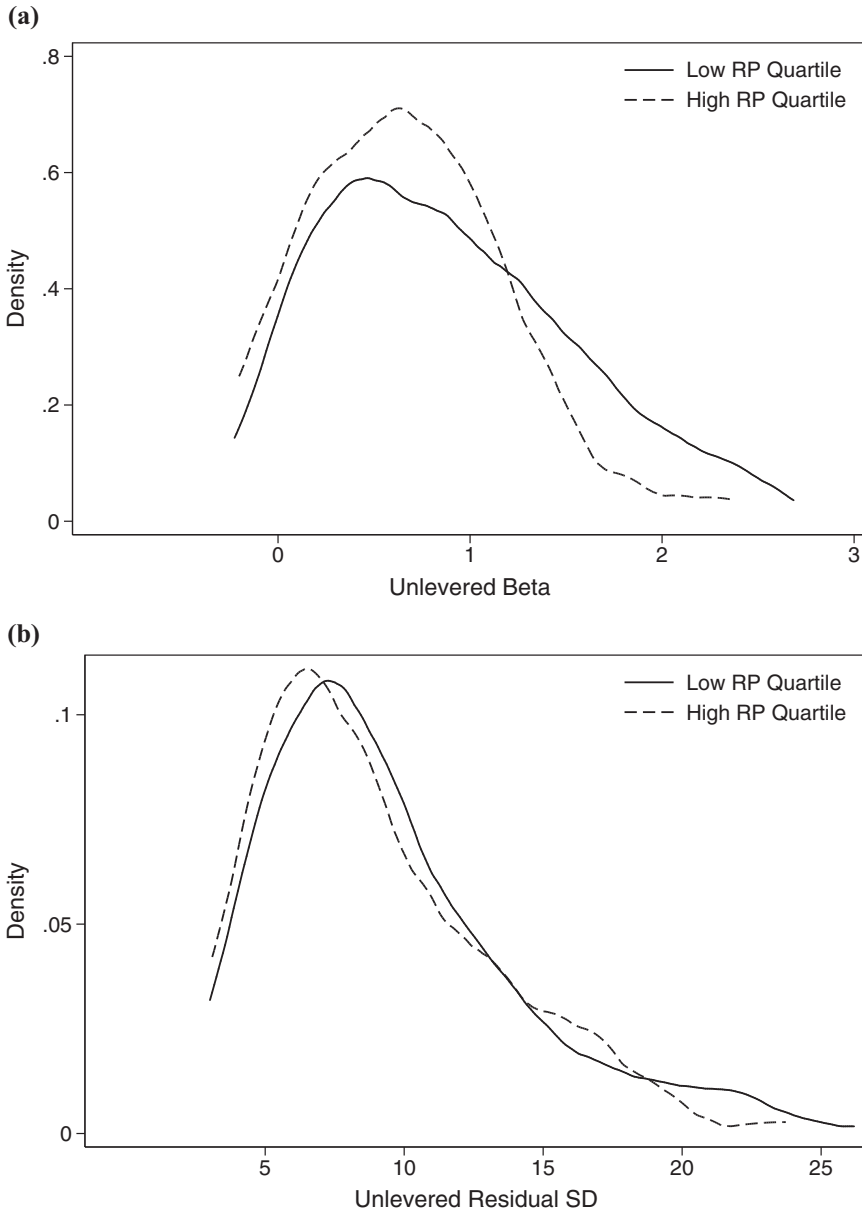 (a)
.8
Low RP Quartile
High RP Quartile
.6
Density
.4
.2
0
0 1 2 3
Unlevered Beta
(b)
Low RP Quartile
High RP Quartile
.1
Density
.05
0
5 10 15 20 25
Unlevered Residual SD